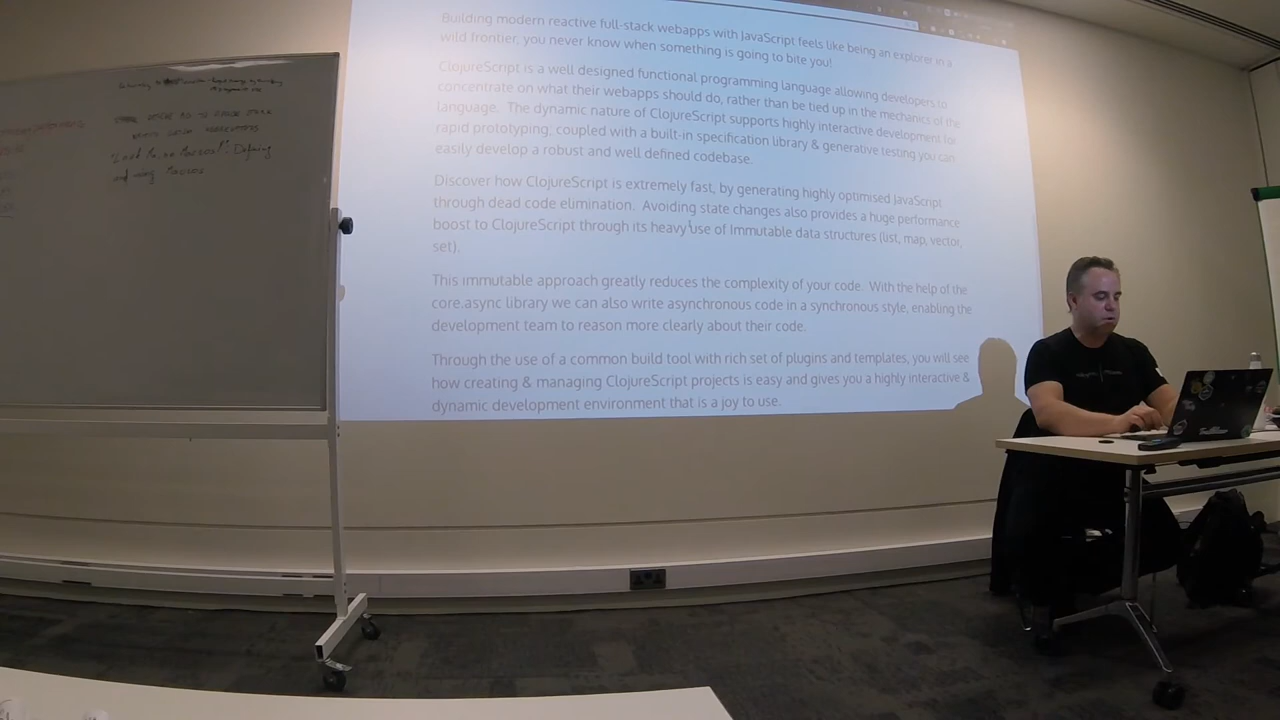 "Load Me, no Macros!": Defining
and using Macros
Building modern reactive full-stack webapps with JavaScript feels like being an explorer in a
wild frontier, you never know when something is going to bite you!
ClojureScript is a well designed functional programming language allowing developers to
concentrate on what their webapps should do, rather than be tied up in the mechanics of the
language. The dynamic nature of ClojureScript supports highly interactive development for
rapid prototyping; coupled with a built-in specification library & generative testing you can
easily develop a robust and well defined codebase.
Discover how ClojureScript is extremely fast, by generating highly optimised JavaScript
through dead code elimination. Avoiding state changes also provides a huge performance
boost to ClojureScript through its heavy use of Immutable data structures (list, map, vector,
set).
This immutable approach greatly reduces the complexity of your code. With the help of the
core.async library we can also write asynchronous code in a synchronous style, enabling the
development team to reason more clearly about their code.
Through the use of a common build tool with rich set of plugins and templates, you will see
how creating & managing ClojureScript projects is easy and gives you a highly interactive &
dynamic development environment that is a joy to use.